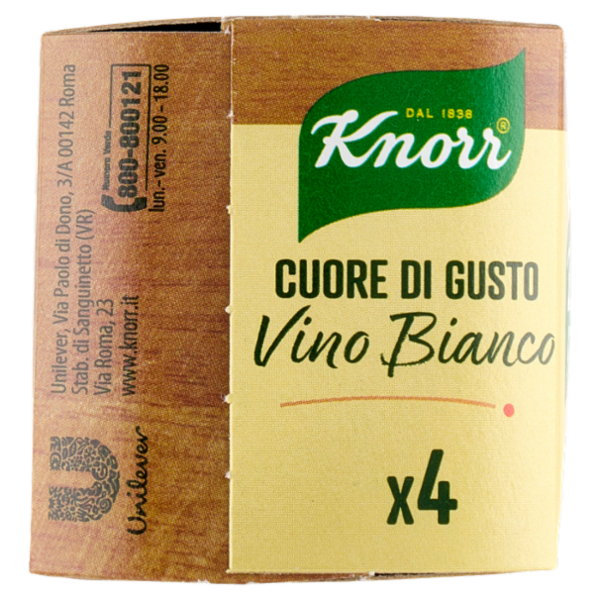 DAL 1838
Knorr®
CUORE DI GUSTO
Vino Bianco
x4
Unilever, Via Paolo di Dono, 3/A 00142 Roma
Stab. di Sanguinetto (VR)
Via Roma, 23
www.knorr.it
Numero Verde
800-800121
lun.-ven. 9.00 - 18.00
Unilever